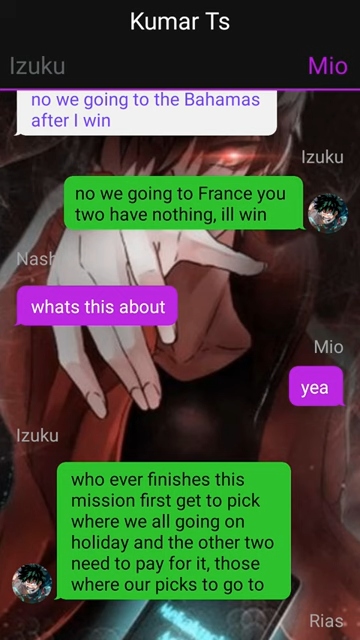 Kumar Ts
Izuku
Mio
no we going to the Bahamas
after I win
Izuku
no we going to France you
two have nothing, ill win
Nash
whats this about
Mio
yea
Izuku
who ever finishes this
mission first get to pick
where we all going on
holiday and the other two
need to pay for it, those
where our picks to go to
Rias